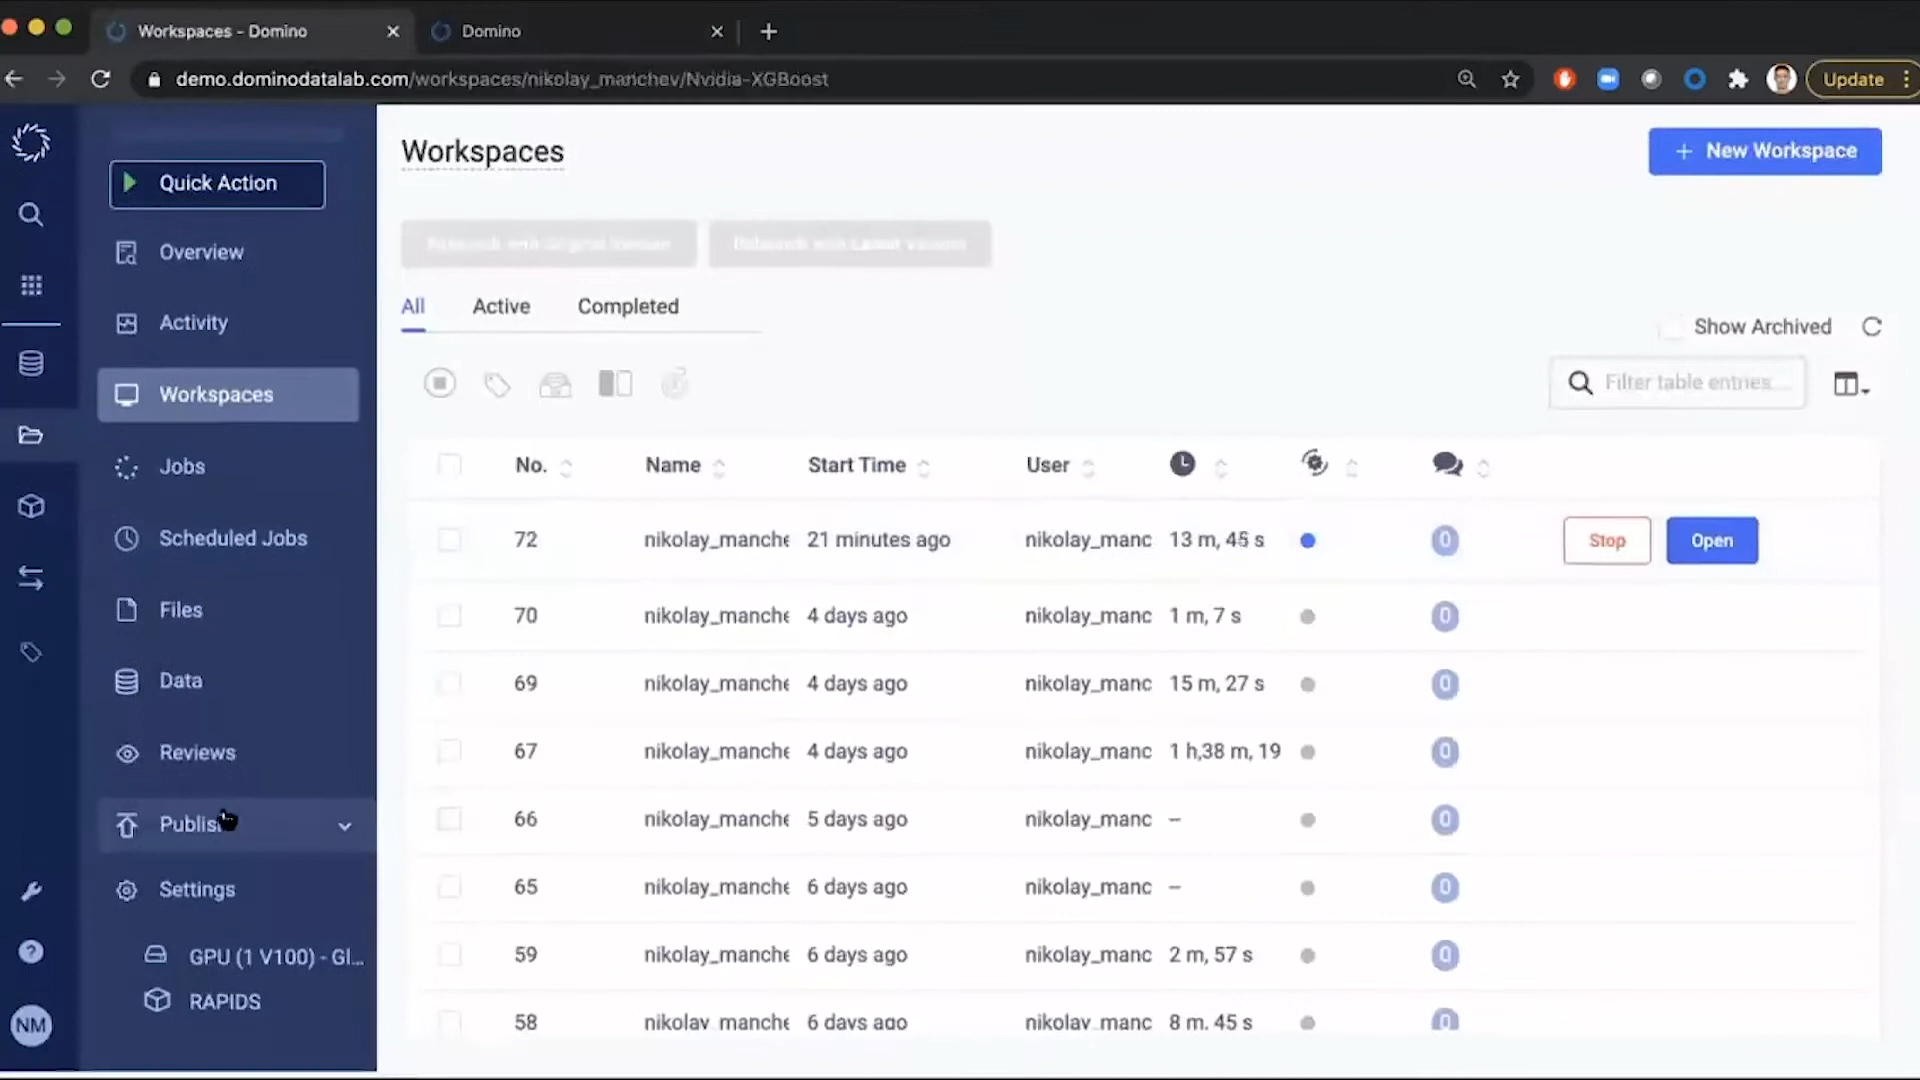 Workspaces - Domino
Domino
demo.dominodatalab.com/workspaces/nikolay_manchev/Nvidia-XGBoost
Update
Quick Action
Overview
Activity
Workspaces
Jobs
Scheduled Jobs
Files
Data
Reviews
Settings
GPU (1 V100) - Gl...
RAPIDS
NM
Workspaces
+ New Workspace
All Active Completed
Show Archived
Filter table entries...
No. Name Start Time User
72 nikolay_manche 21 minutes ago nikolay_manc 13 m, 45 s 0 Stop Open
70 nikolay_manche 4 days ago nikolay_manc 1 m, 7 s 0
69 nikolay_manche 4 days ago nikolay_manc 15 m, 27 s 0
67 nikolay_manche 4 days ago nikolay_manc 1 h,38 m, 19 0
66 nikolay_manche 5 days ago nikolay_manc – 0
65 nikolay_manche 6 days ago nikolay_manc – 0
59 nikolay_manche 6 days ago nikolay_manc 2 m, 57 s 0
58 nikolay_manche 6 days ago nikolay_manc 8 m, 45 s 0